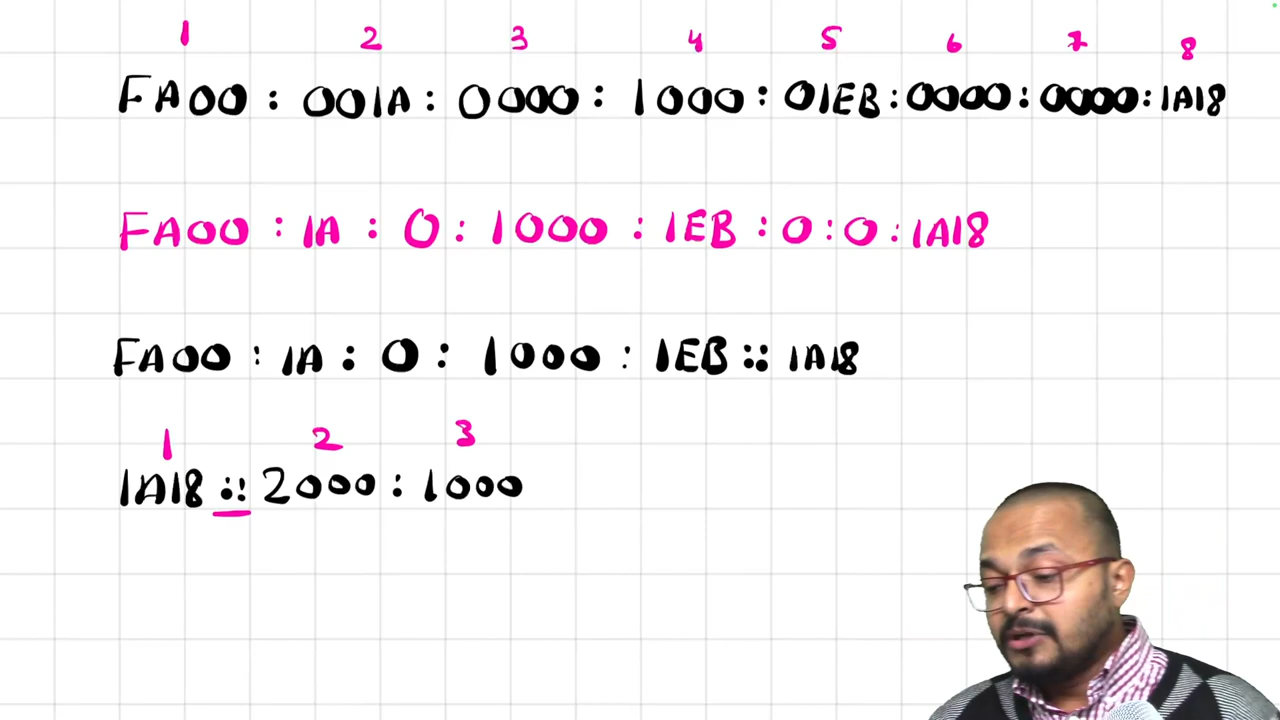 1 2 3 4 5 6 7 8
FA00 : 001A : 0000 : 1000 : 01EB : 0000 : 0000 : 1A18
FA00 : 1A : 0 : 1000 : 1EB : 0 : 0 : 1A18
FA00 : 1A : 0 : 1000 : 1EB :: 1A18
1 2 3
1A18 :: 2000 : 1000